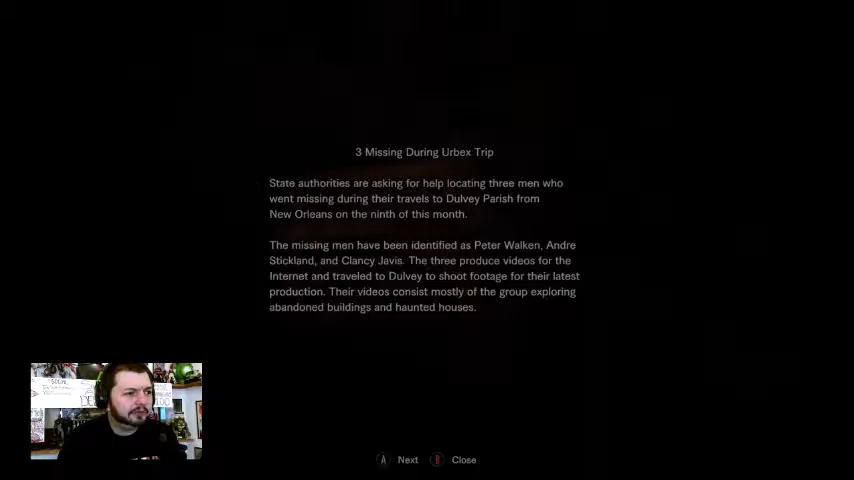 3 Missing During Urbex Trip
State authorities are asking for help locating three men who
went missing during their travels to Dulvey Parish from
New Orleans on the ninth of this month.
The missing men have been identified as Peter Walken, Andre
Stickland, and Clancy Javis. The three produce videos for the
Internet and traveled to Dulvey to shoot footage for their latest
production. Their videos consist mostly of the group exploring
abandoned buildings and haunted houses.
A Next B Close